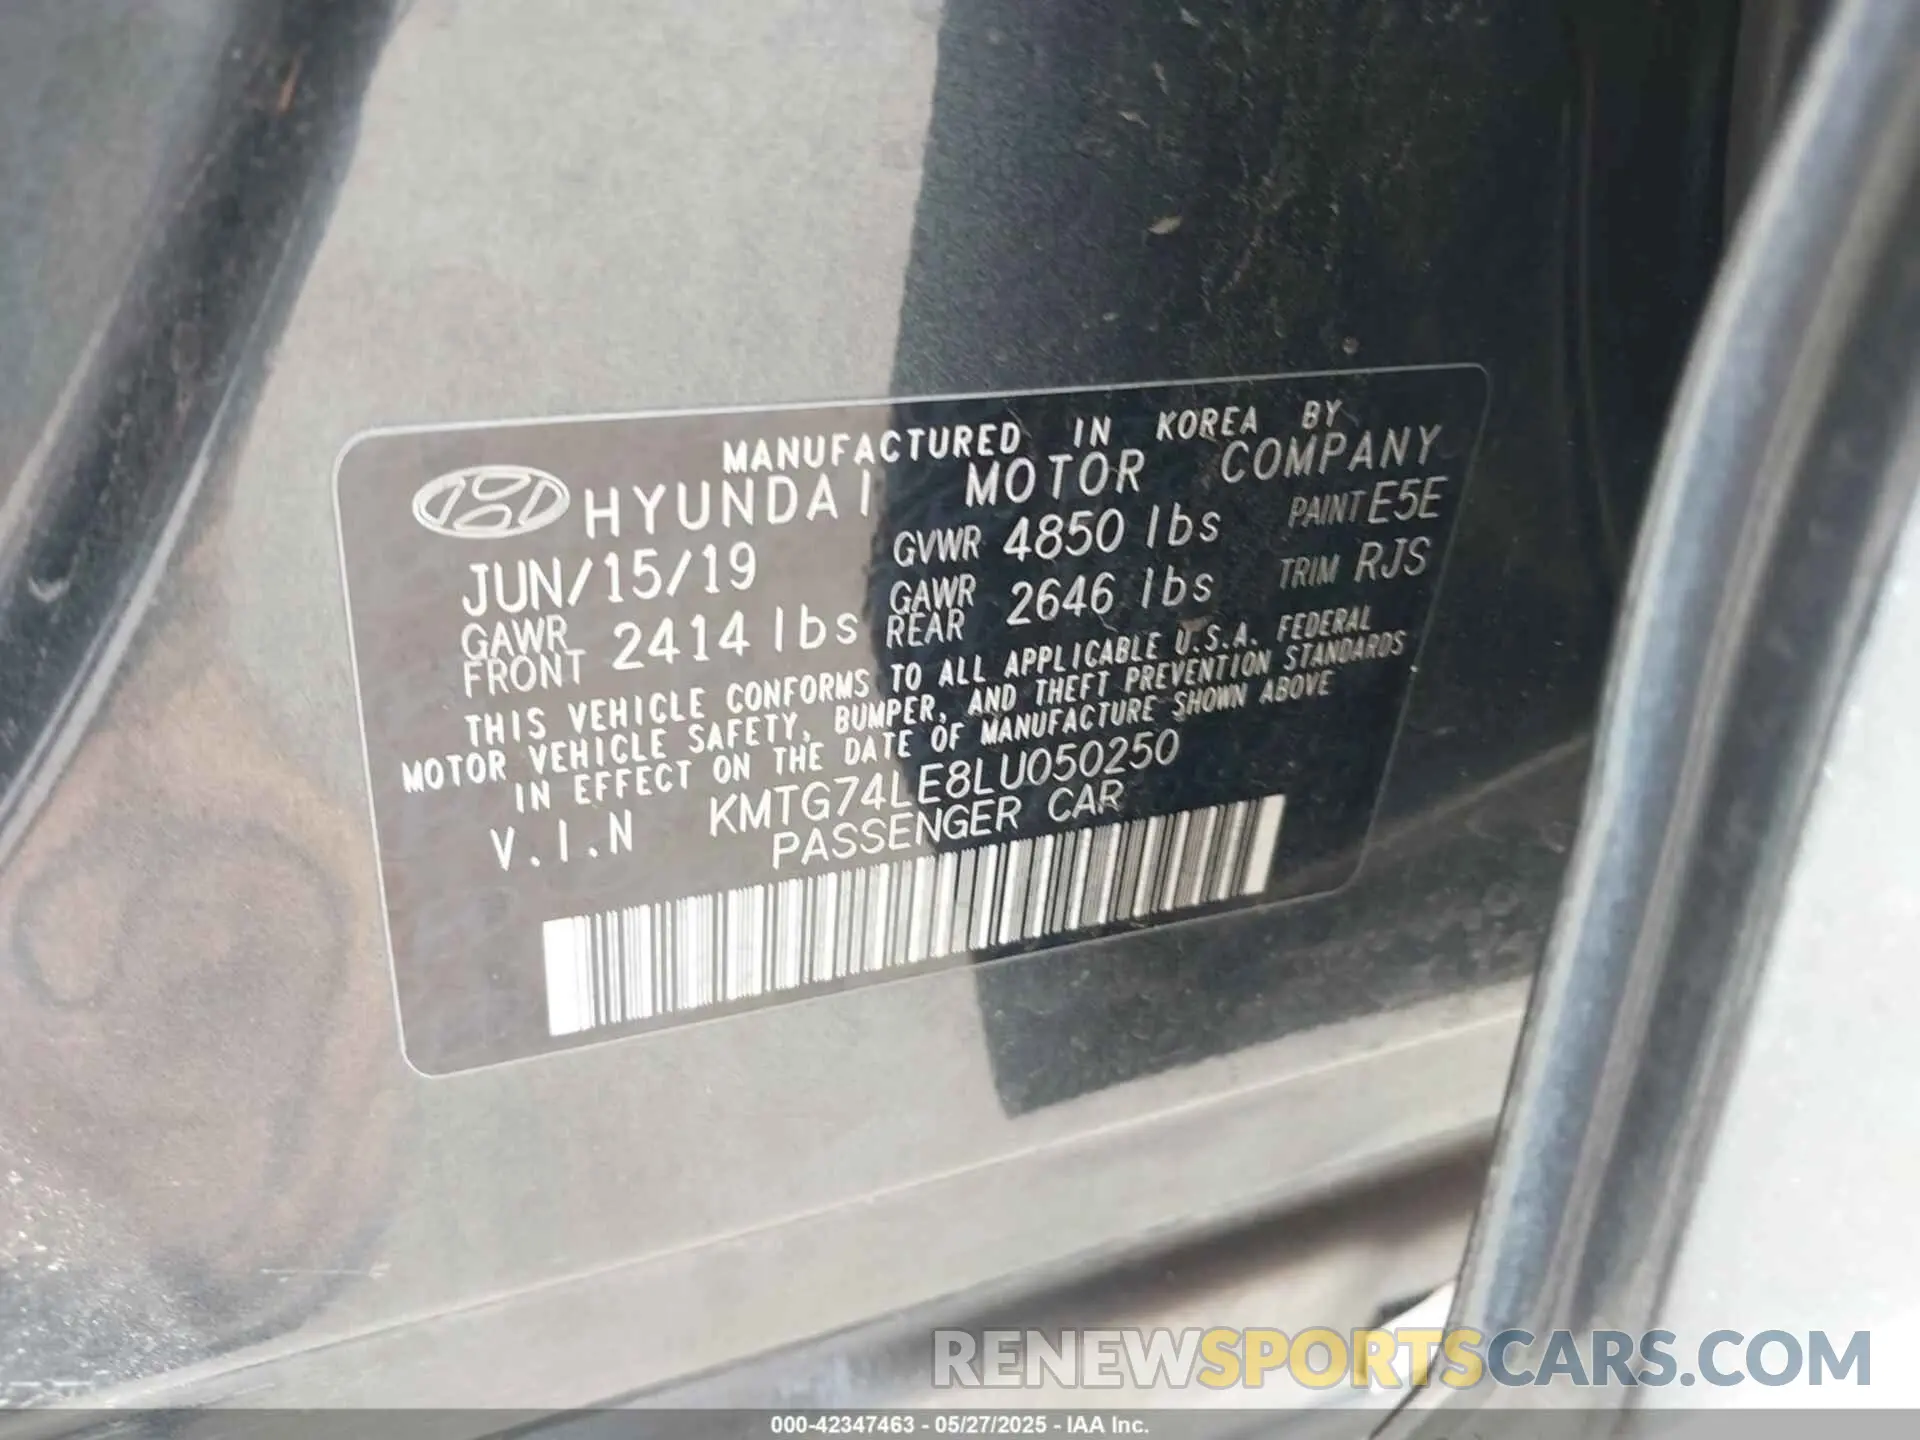 MANUFACTURED IN KOREA BY
HYUNDAI MOTOR COMPANY
JUN/15/19 GVWR 4850 lbs PAINT E5E
GAWR FRONT 2414 lbs GAWR REAR 2646 lbs TRIM RJS
THIS VEHICLE CONFORMS TO ALL APPLICABLE U.S.A. FEDERAL
MOTOR VEHICLE SAFETY, BUMPER, AND THEFT PREVENTION STANDARDS
IN EFFECT ON THE DATE OF MANUFACTURE SHOWN ABOVE
V.I.N KMTG74LE8LU050250
PASSENGER CAR
RENEWSPORTSCARS.COM
000-42347463 - 05/27/2025 - IAA Inc.